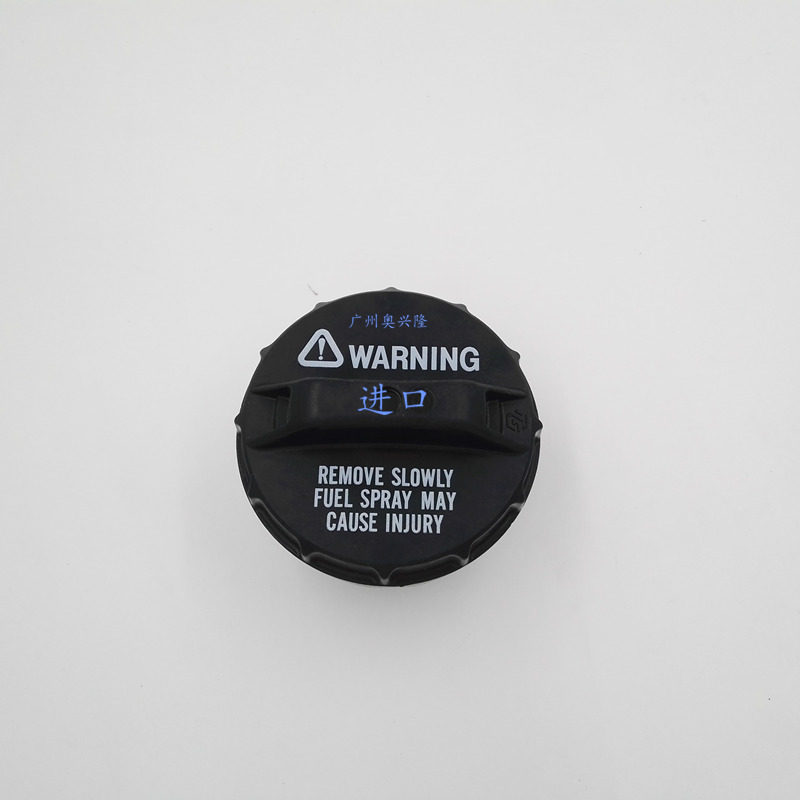 广州奥兴隆
WARNING
进口
REMOVE SLOWLY
FUEL SPRAY MAY
CAUSE INJURY